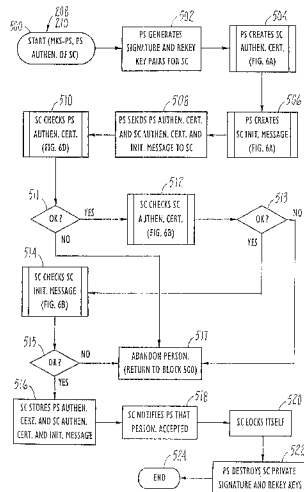 208
210
500
START (MKS-PS, PS
AUTHEN. OF SC)
502
PS GENERATES
SIGNATURE AND REKEY
KEY PAIRS FOR SC
504
PS CREATES
SC AUTHEN.
CERT. (FIG. 6A)
506
PS CREATES
SC INIT. MESSAGE
(FIG. 6A)
508
PS SENDS PS AUTHEN. CERT.
AND SC AUTHEN. CERT. AND
INIT. MESSAGE TO SC
510
SC CHECKS PS
AUTHEN. CERT.
(FIG. 6D)
511
OK?
YES
NO
512
SC CHECKS SC
AUTHEN. CERT.
(FIG. 6B)
513
OK?
NO
YES
514
SC CHECKS SC
INIT. MESSAGE
(FIG. 6B)
515
OK?
NO
YES
517
ABANDON PERSON.
(RETURN TO BLOCK 500)
516
SC STORES PS AUTHEN.
CERT. AND SC AUTHEN.
CERT. AND INIT. MESSAGE
518
SC NOTIFIES PS THAT
PERSON. ACCEPTED
520
SC LOCKS ITSELF
522
PS DESTROYS SC PRIVATE
SIGNATURE AND REKEY KEYS
524
END